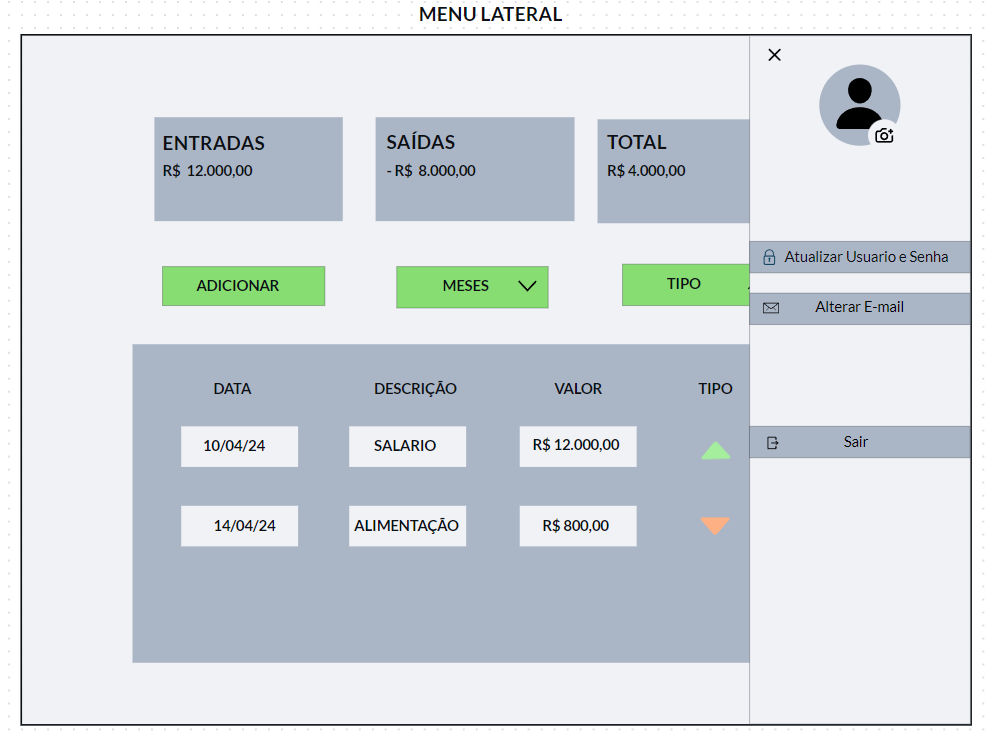 MENU LATERAL
ENTRADAS
R$ 12.000,00
SAÍDAS
- R$ 8.000,00
TOTAL
R$ 4.000,00
ADICIONAR
MESES
TIPO
DATA
DESCRIÇÃO
VALOR
TIPO
10/04/24
SALARIO
R$ 12.000,00
14/04/24
ALIMENTAÇÃO
R$ 800,00
Atualizar Usuario e Senha
Alterar E-mail
Sair